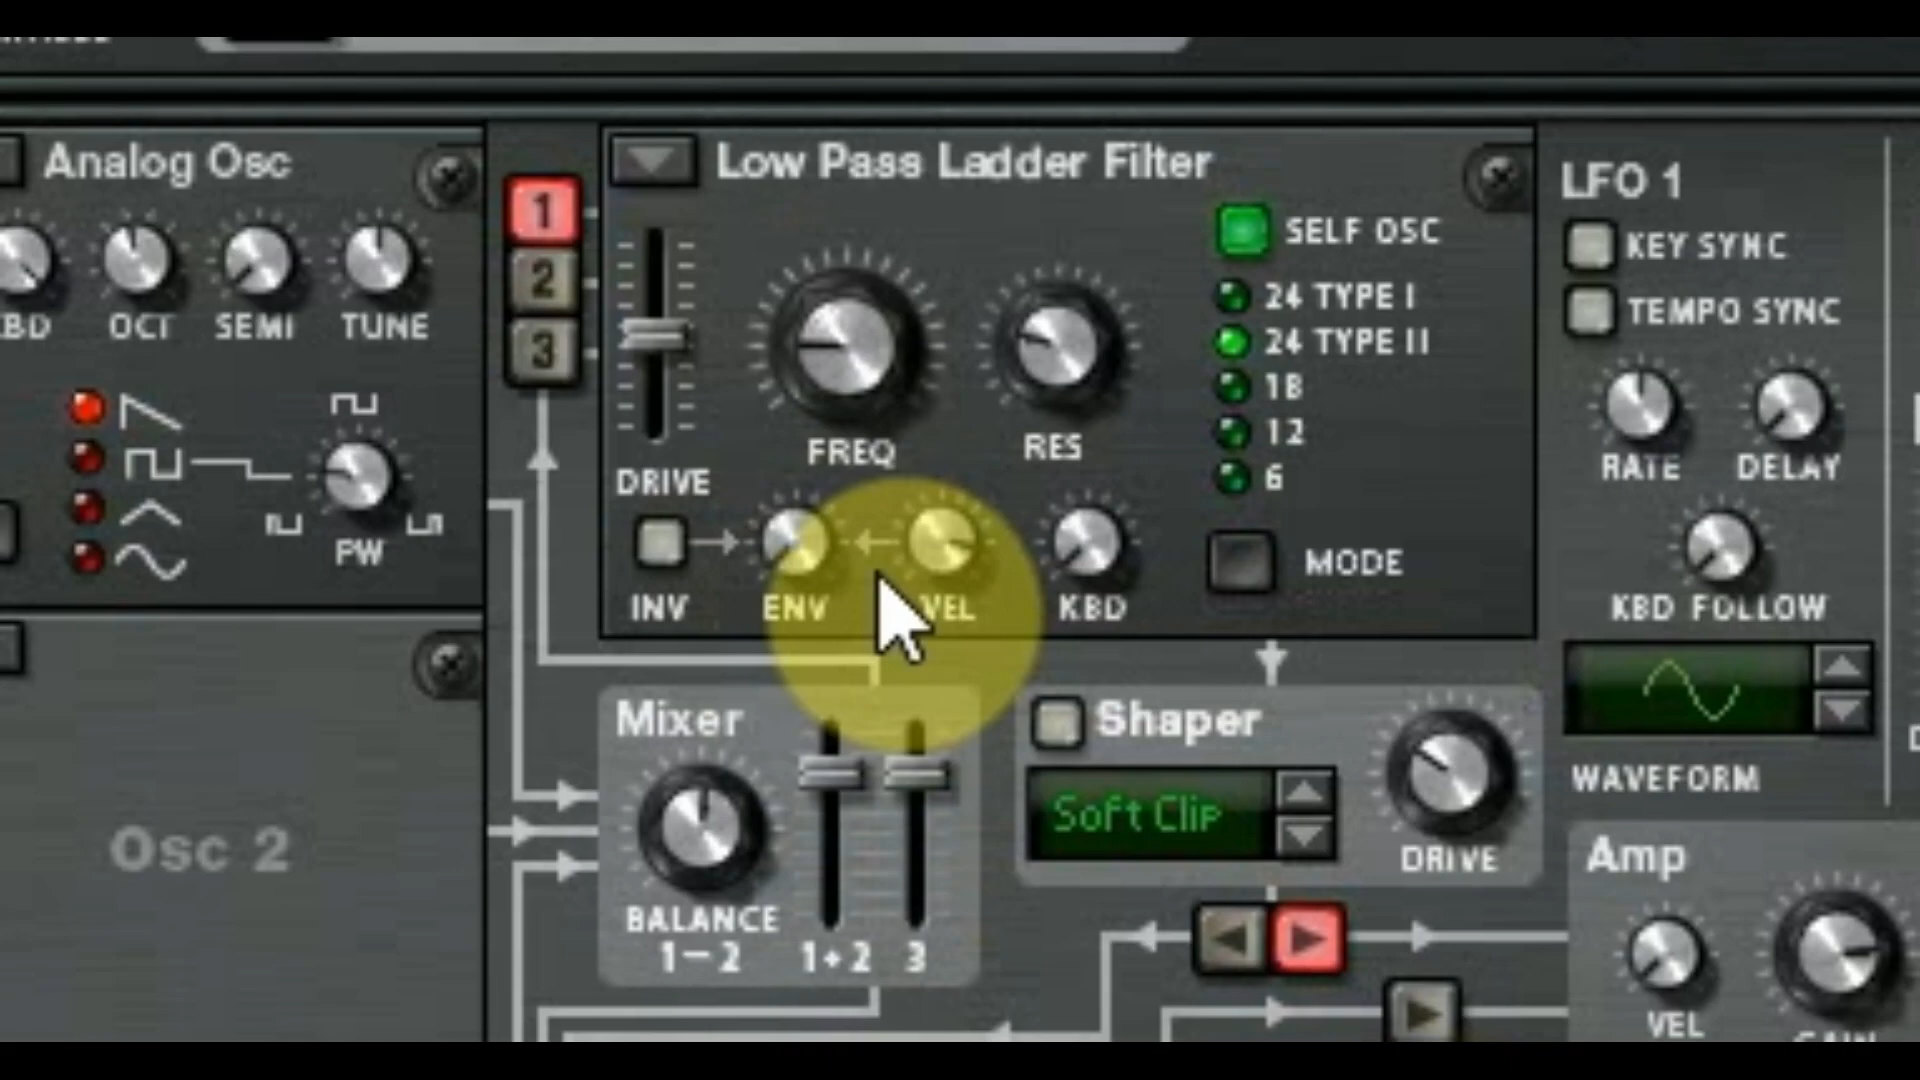 Analog Osc
OCT SEMI TUNE
PW
Osc 2
1
2
3
Low Pass Ladder Filter
DRIVE
FREQ
RES
SELF OSC
24 TYPE I
24 TYPE II
18
12
6
INV ENV VEL KBD
MODE
LFO 1
KEY SYNC
TEMPO SYNC
RATE DELAY
KBD FOLLOW
WAVEFORM
Mixer
BALANCE
1–2 1+2 3
Shaper
Soft Clip
DRIVE
Amp
VEL